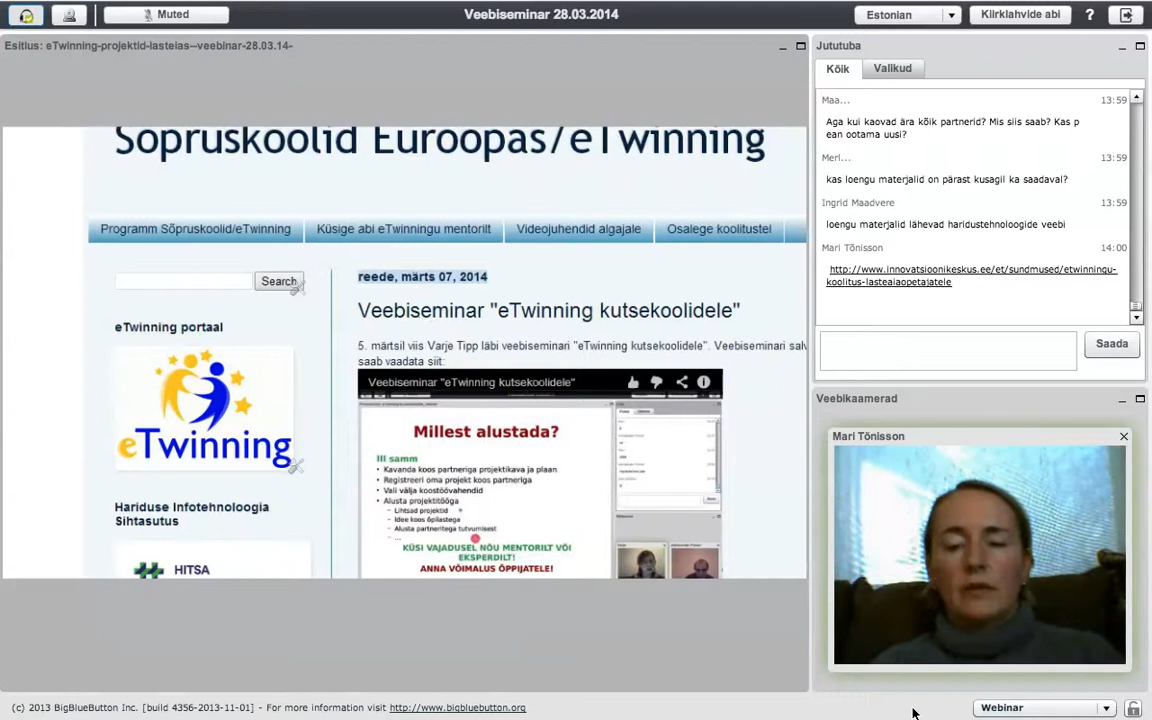 Muted
Veebiseminar 28.03.2014
Estonian
Kiirklahvide abi
?
Esitlus: eTwinning-projektid-lasteias--veebinar-28.03.14-
Sõpruskoolid Euroopas/eTwinning
Programm Sõpruskoolid/eTwinning
Küsige abi eTwinningu mentorilt
Videojuhendid algajale
Osalege koolitustel
Search
reede, märts 07, 2014
Veebiseminar "eTwinning kutsekoolidele"
eTwinning portaal
5. märtsil viis Varje Tipp läbi veebiseminari "eTwinning kutsekoolidele". Veebiseminari salv
saab vaadata siit:
eTwinning
Veebiseminar "eTwinning kutsekoolidele"
Millest alustada?
III samm
• Kavanda koos partneriga projektikava ja plaan
• Registreeri oma projekt koos partneriga
• Vali välja koostöövahendid
• Alusta projektitööga
– Lihtsad projektid
– Idee koos õpilastega
– Alusta partneritega tutvumisest
– ...
KÜSI VAJADUSEL NÕU MENTORILT VÕI
EKSPERDILT!
ANNA VÕIMALUS ÕPPIJATELE!
Hariduse Infotehnoloogia
Sihtasutus
HITSA
Jututuba
Kõik
Valikud
Maa...
13:59
Aga kui kaovad ära kõik partnerid? Mis siis saab? Kas p
ean ootama uusi?
Merl...
13:59
kas loengu materjalid on pärast kusagil ka saadaval?
Ingrid Maadvere
13:59
loengu materjalid lähevad haridustehnoloogide veebi
Mari Tõnisson
14:00
http://www.innovatsioonikeskus.ee/et/sundmused/etwinningu-
koolitus-lasteaiaopetajatele
Saada
Veebikaamerad
Mari Tõnisson
(c) 2013 BigBlueButton Inc. [build 4356-2013-11-01] - For more information visit http://www.bigbluebutton.org
Webinar